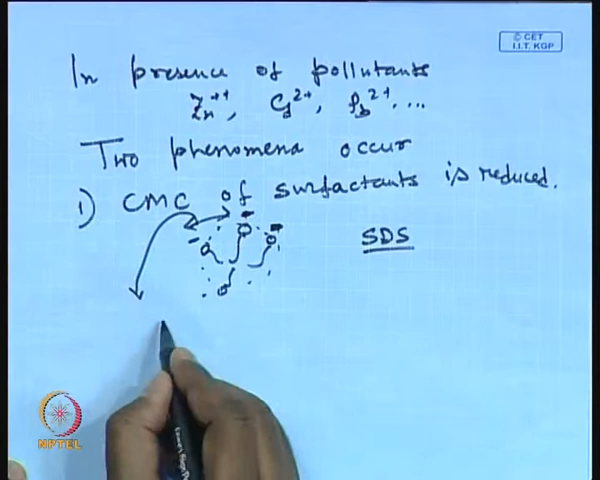 © CET
I.I.T. KGP
In presence of pollutants
Zn++, Cd2+, Pb2+, ...
Two phenomena occur
1) CMC of surfactants is reduced.
SDS
NPTEL